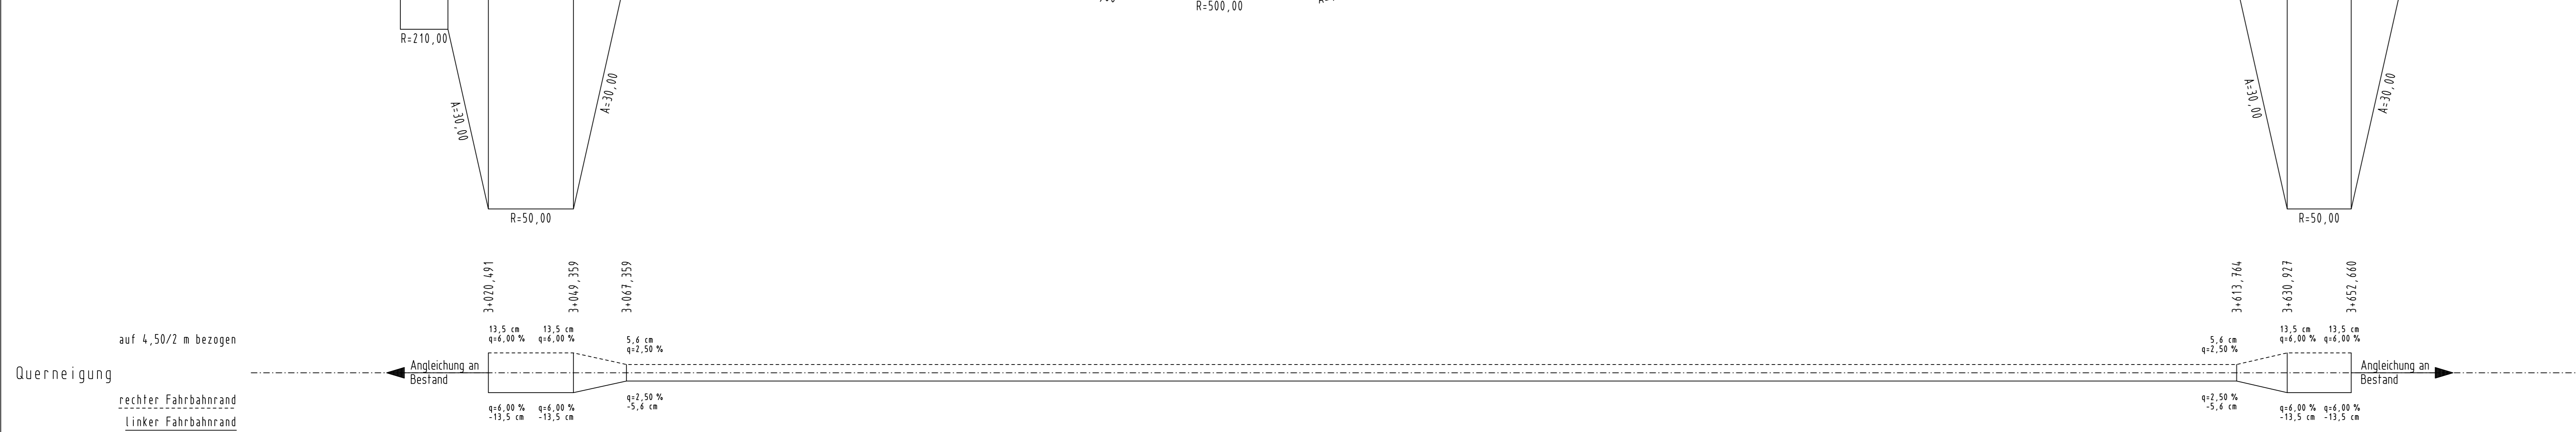 R=500,00
R=210,00
A=30,00
A=30,00
A=30,00
A=30,00
R=50,00
R=50,00
3+020,491
3+049,359
3+067,359
3+613,764
3+630,927
3+652,660
auf 4,50/2 m bezogen
13,5 cm
q=6,00 %
13,5 cm
q=6,00 %
5,6 cm
q=2,50 %
5,6 cm
q=2,50 %
13,5 cm
q=6,00 %
13,5 cm
q=6,00 %
Querneigung
Angleichung an
Bestand
Angleichung an
Bestand
rechter Fahrbahnrand
linker Fahrbahnrand
q=6,00 %
-13,5 cm
q=6,00 %
-13,5 cm
q=2,50 %
-5,6 cm
q=2,50 %
-5,6 cm
q=6,00 %
-13,5 cm
q=6,00 %
-13,5 cm